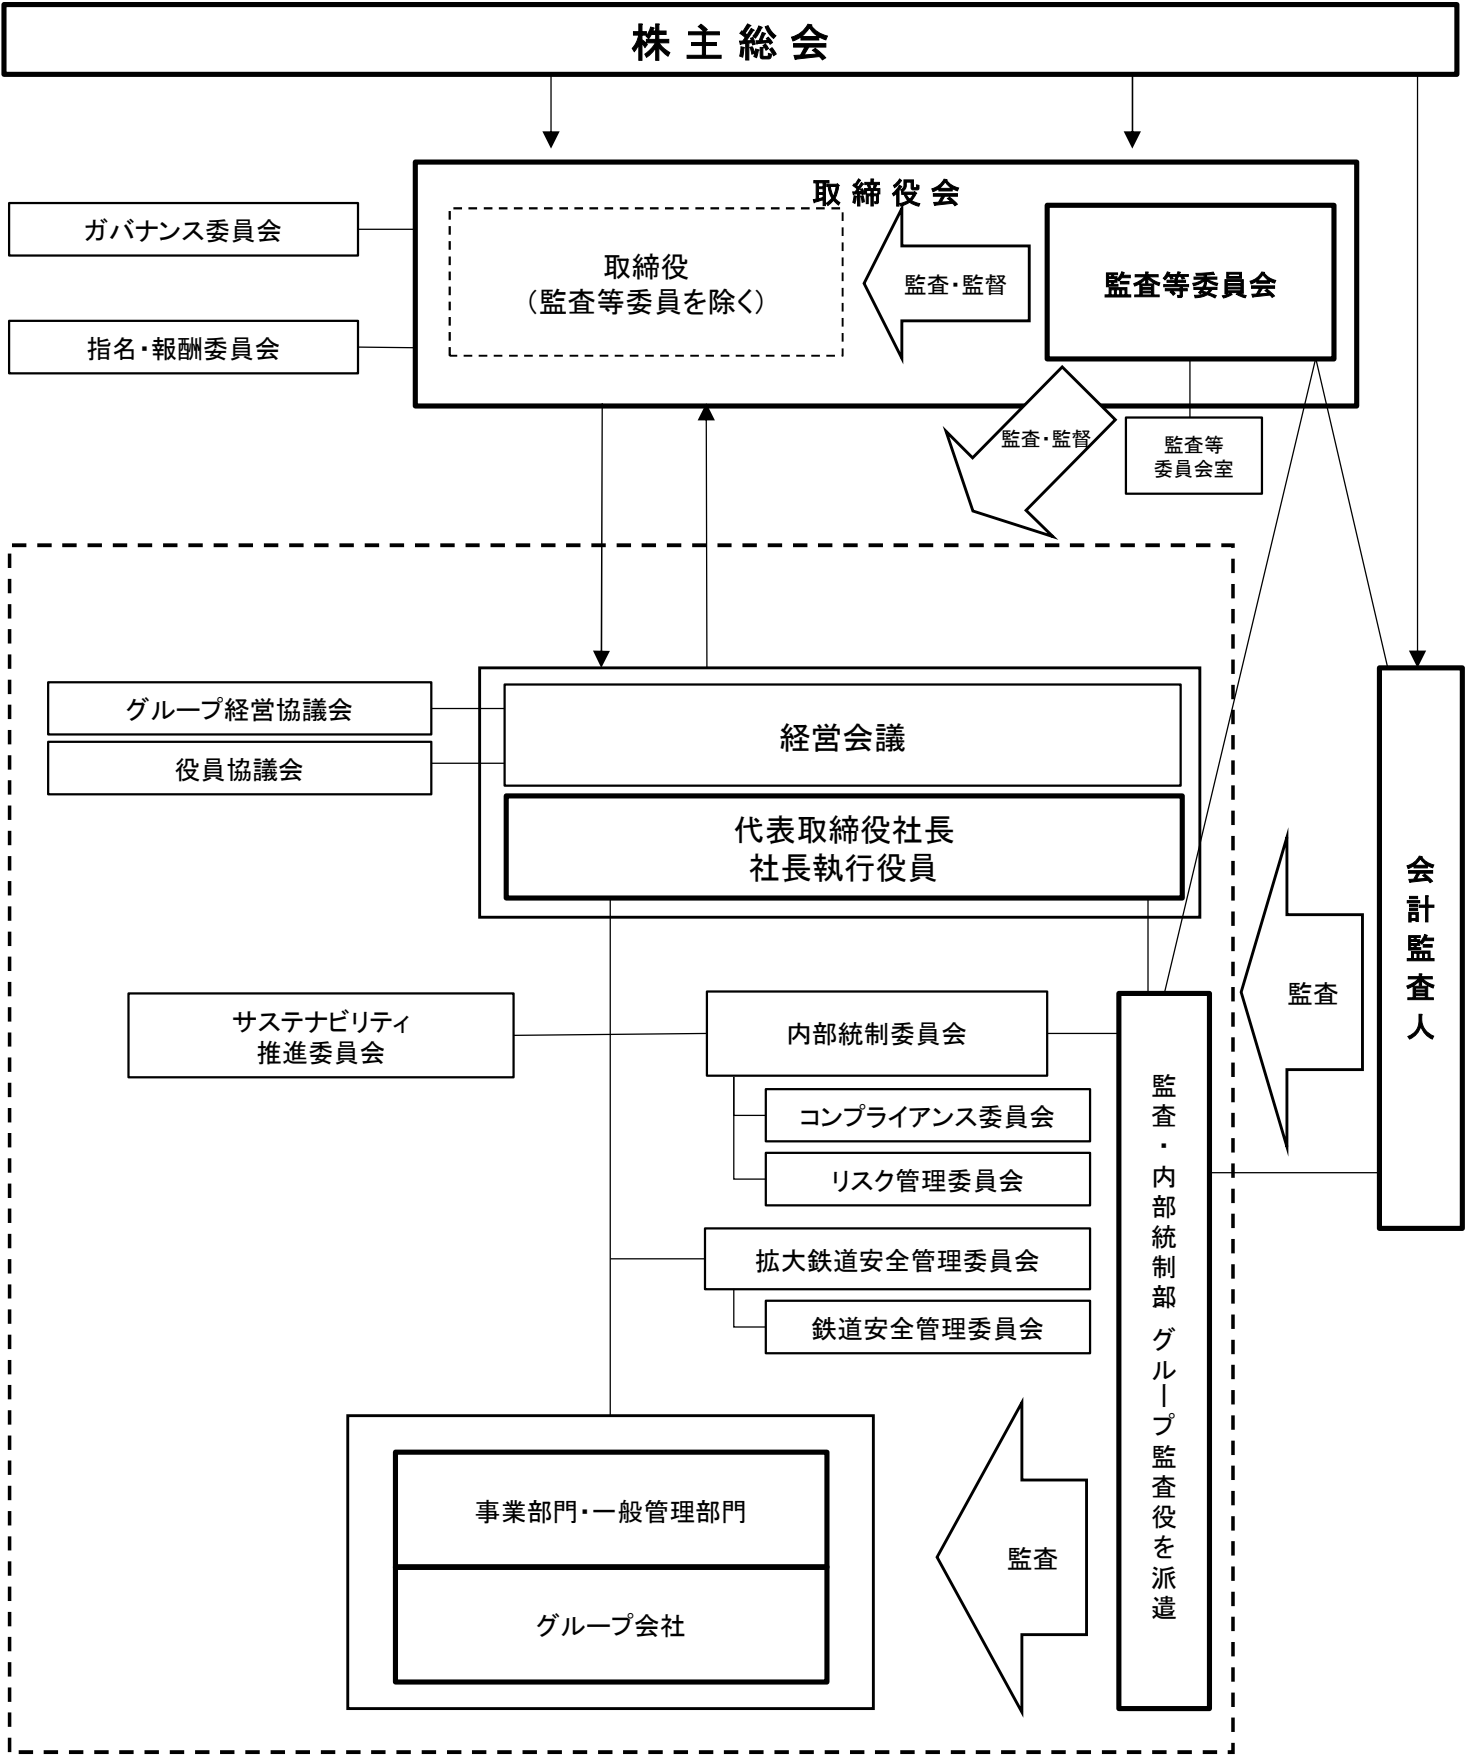 株主総会
取締役会
ガバナンス委員会
取締役
（監査等委員を除く）
監査・監督
監査等委員会
指名・報酬委員会
監査・監督
監査等
委員会室
グループ経営協議会
経営会議
役員協議会
代表取締役社長
社長執行役員
会計監査人
監査
サステナビリティ
推進委員会
内部統制委員会
コンプライアンス委員会
リスク管理委員会
拡大鉄道安全管理委員会
鉄道安全管理委員会
監査・内部統制部 グループ監査役を派遣
事業部門・一般管理部門
監査
グループ会社